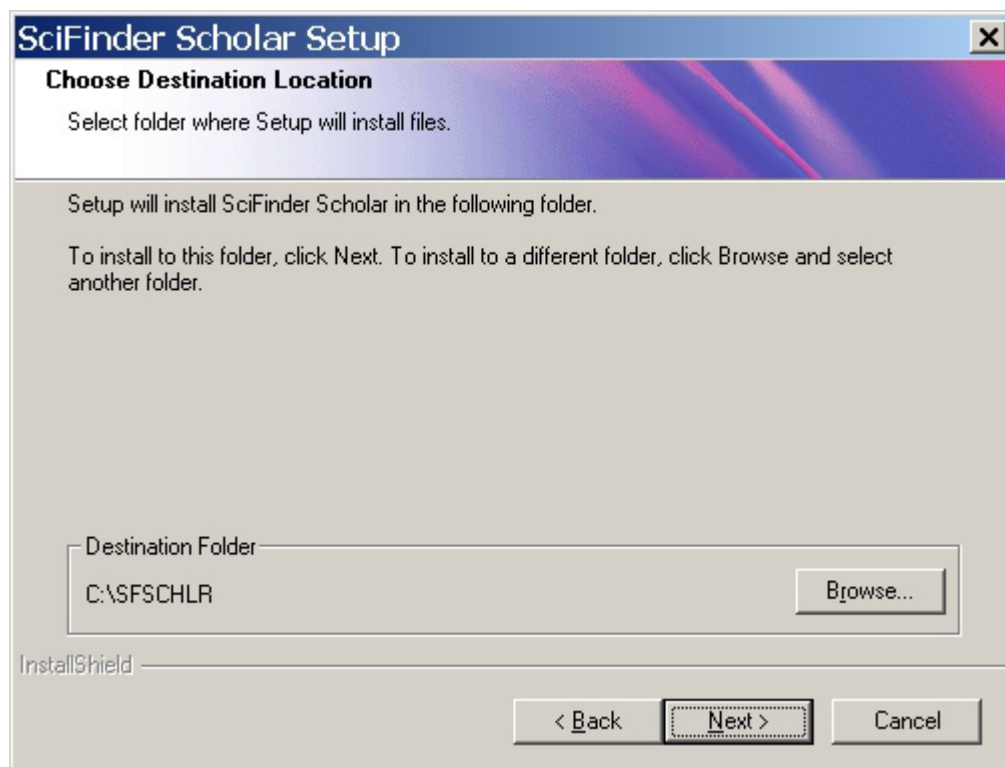 SciFinder Scholar Setup
Choose Destination Location
Select folder where Setup will install files.
Setup will install SciFinder Scholar in the following folder.
To install to this folder, click Next. To install to a different folder, click Browse and select
another folder.
Destination Folder
C:\SFSCHLR
Browse...
InstallShield
< Back
Next >
Cancel